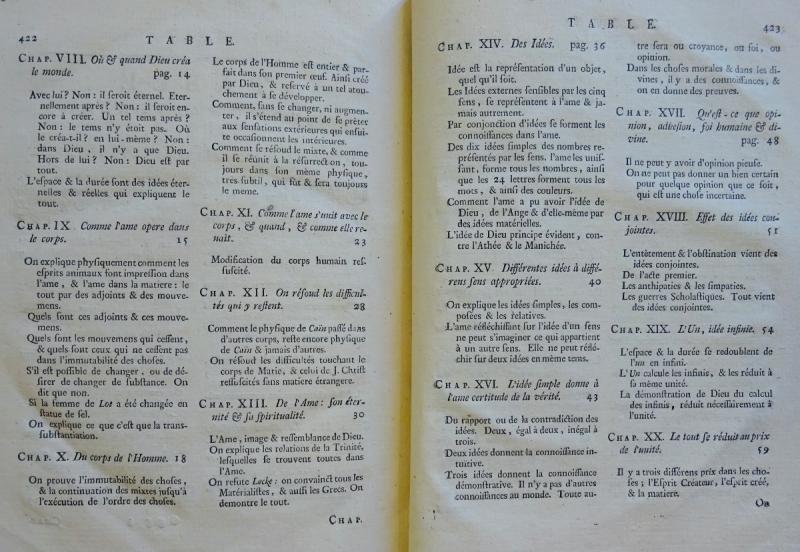 422
TABLE.
CHAP. VIII. Où & quand Dieu créa
le monde. pag. 14
Avec lui? Non: il seroit éternel. Eter-
nellement après? Non: il seroit en-
core à créer. Un tel tems après?
Non: le tems n'y étoit pas. Où
le créa-t-il? en lui-même? Non:
dans Dieu, il n'y a que Dieu.
Hors de lui? Non: Dieu est par
tout.
L'espace & la durée sont des idées éter-
nelles & réelles qui expliquent le
tout.
CHAP. IX. Comme l'ame opere dans
le corps. 15
On explique physiquement comment les
esprits animaux font impression dans
l'ame, & l'ame dans la matiere: le
tout par des adjoints & des mouve-
mens.
Quels sont ces adjoints & ces mouve-
mens.
Quels sont les mouvemens qui cessent,
& quels sont ceux qui ne cessent pas
dans l'immutabilité des choses.
S'il est possible de changer, ou de dé-
sirer de changer de substance. On
dit que non.
Si la femme de Lot a été changée en
statue de sel.
On explique ce que c'est que la trans-
substantiation.
CHAP. X. Du corps de l'Homme. 18
On prouve l'immutabilité des choses,
& la continuation des mixtes jusqu'à
l'exécution de l'ordre des choses.
Le corps de l'Homme est entier & par-
fait dans son premier œuf. Ainsi créé
par Dieu, & reservé à un tel atou-
chement à se développer.
Comment, sans se changer, ni augmen-
ter, il s'étend au point de se prêter
aux sensations extérieures qui ensui-
te occasionnent les intérieures.
Comment se résoud le mixte, & comme
il se réunit à la résurrection, tou-
jours dans son même physique,
très subtil, qui fût & sera toujours
le meme.
CHAP. XI. Comme l'ame s'unit avec le
corps, & quand, & comme elle re-
nait. 23
Modification du corps humain res-
suscité.
CHAP. XII. On résoud les difficul-
tés qui y restent. 28
Comment le physique de Caïn passé dans
d'autres corps, reste encore physique
de Caïn & jamais d'autres.
On résoud les difficultés touchant le
corps de Marie, & celui de J. Christ
ressuscités sans matiere étrangere.
CHAP. XIII. De l'Ame: son éter-
nité & sa spiritualité. 30
L'Ame, image & ressemblance de Dieu.
On explique les relations de la Trinité,
lesquelles se trouvent toutes dans
l'Ame.
On refute Locke: on convainct tous les
Matérialistes, & aussi les Grecs. On
demontre le tout.
CHAP.
TABLE. 423
CHAP. XIV. Des Idées. pag. 36
Idée est la représentation d'un objet,
quel qu'il soit.
Les Idées externes sensibles par les cinq
sens, se représentent à l'ame & ja-
mais autrement.
Par conjonction d'idées se forment les
connoissances dans l'ame.
Des dix idées simples des nombres re-
présentés par les sens, l'ame les unis-
sant, forme tous les nombres, ainsi
que les 24 lettres forment tous les
mots, & ainsi des couleurs.
Comment l'ame a pu avoir l'idée de
Dieu, de l'Ange & d'elle-même par
des idées matérielles.
L'idée de Dieu principe évident, con-
tre l'Athée & le Manichée.
CHAP. XV. Différentes idées à diffé-
rens sens appropriées. 40
On explique les idées simples, les com-
posées & les relatives.
L'ame réfléchissant sur l'idée d'un sens
ne peut s'imaginer ce qui appartient
à un autre sens. Elle ne peut réflé-
chir sur deux idées en même tems.
CHAP. XVI. L'idée simple donne à
l'ame certitude de la vérité. 43
Du rapport ou de la contradiction des
idées. Deux, égal à deux, inégal à
trois.
Deux idées donnent la connoissance in-
tuitive.
Trois idées donnent la connoissance
démonstrative. Il n'y a pas d'autres
connoissances au monde. Toute au-
tre sera ou croyance, ou foi, ou
opinion.
Dans les choses morales & dans les di-
vines, il y a des connoissances, &
on en donne des preuves.
CHAP. XVII. Qu'est-ce que opi-
nion, adhesion, foi humaine & di-
vine. pag. 48
Il ne peut y avoir d'opinion pieuse.
On ne peut pas donner un bien certain
pour quelque opinion que ce soit,
qui est une chose incertaine.
CHAP. XVIII. Effet des idées con-
jointes. 51
L'entêtement & l'obstination vient des
idées conjointes.
De l'acte premier.
Les anthipaties & les simpaties.
Les guerres Scholastiques. Tout vient
des idées conjointes.
CHAP. XIX. L'Un, idée infinie. 54
L'espace & la durée se redoublent de
l'un en infini.
L'Un calcule les infinis, & les réduit à
sa même unité.
La démonstration de Dieu du calcul
des infinis, réduit nécessairement à
l'unité.
CHAP. XX. Le tout se réduit au prix
de l'unité. 59
Il y a trois différens prix dans les cho-
ses; l'Esprit Créateur, l'esprit créé,
& la matiere.
On